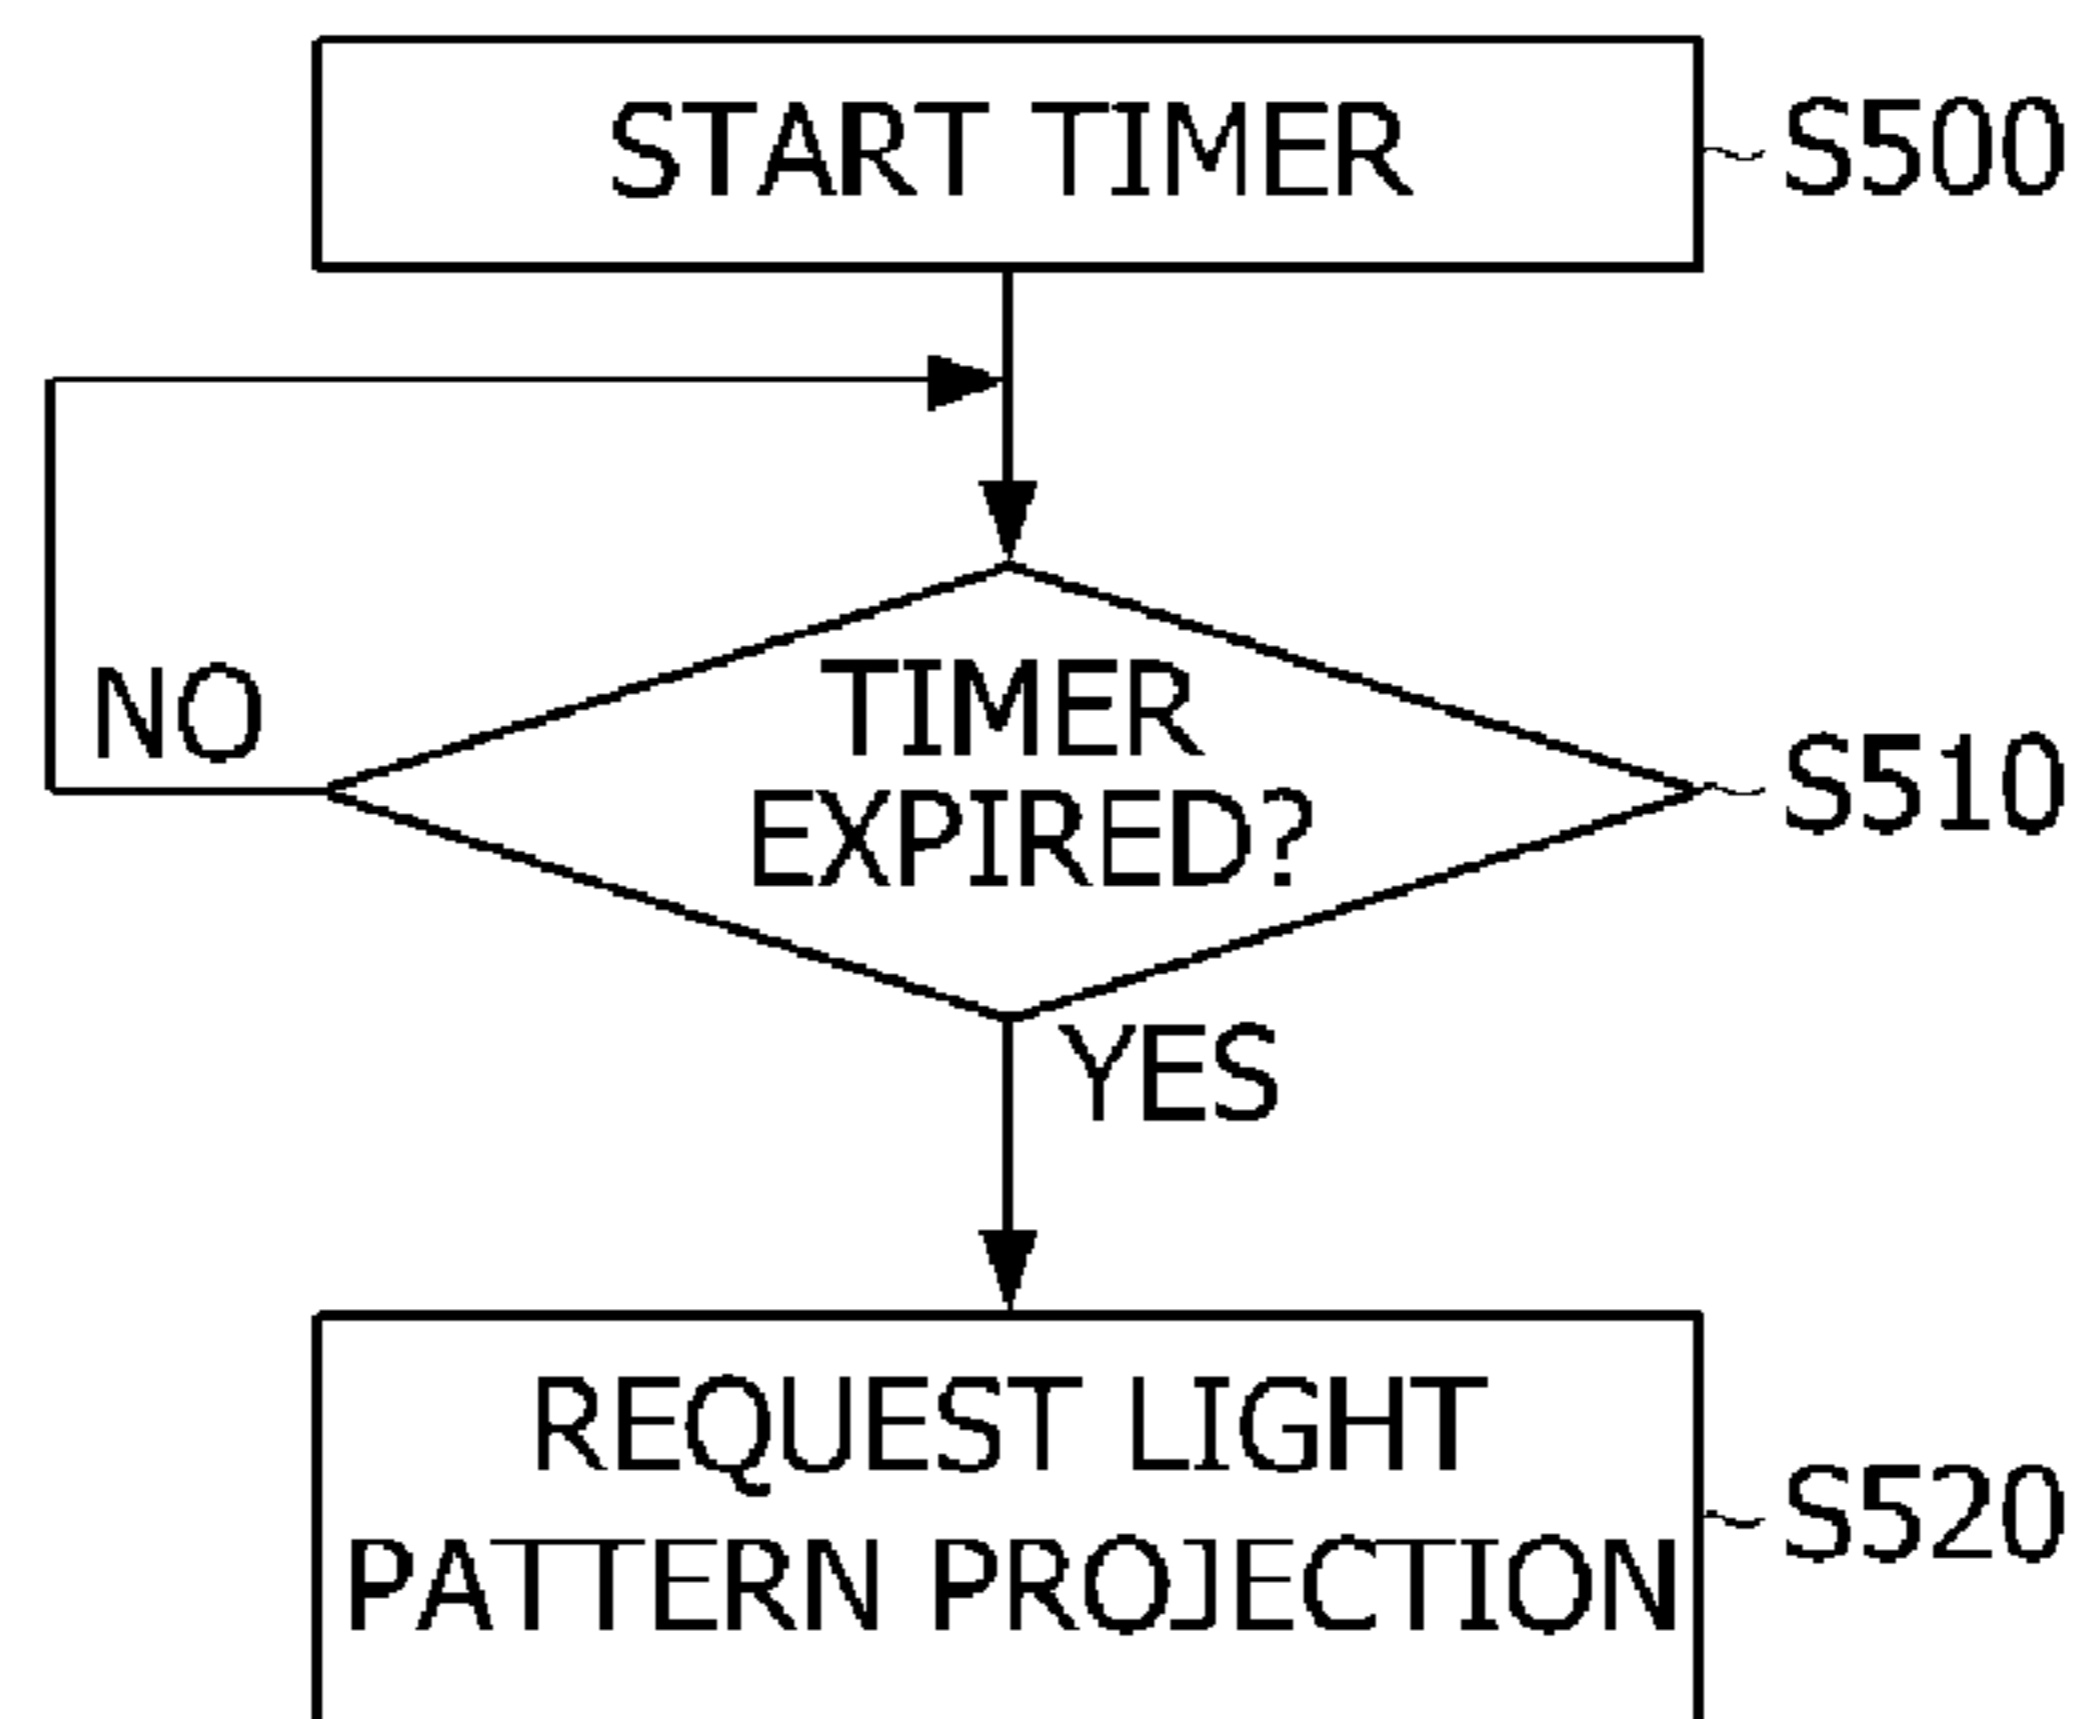 START TIMER
S500
NO
TIMER
EXPIRED?
S510
YES
REQUEST LIGHT
PATTERN PROJECTION
S520